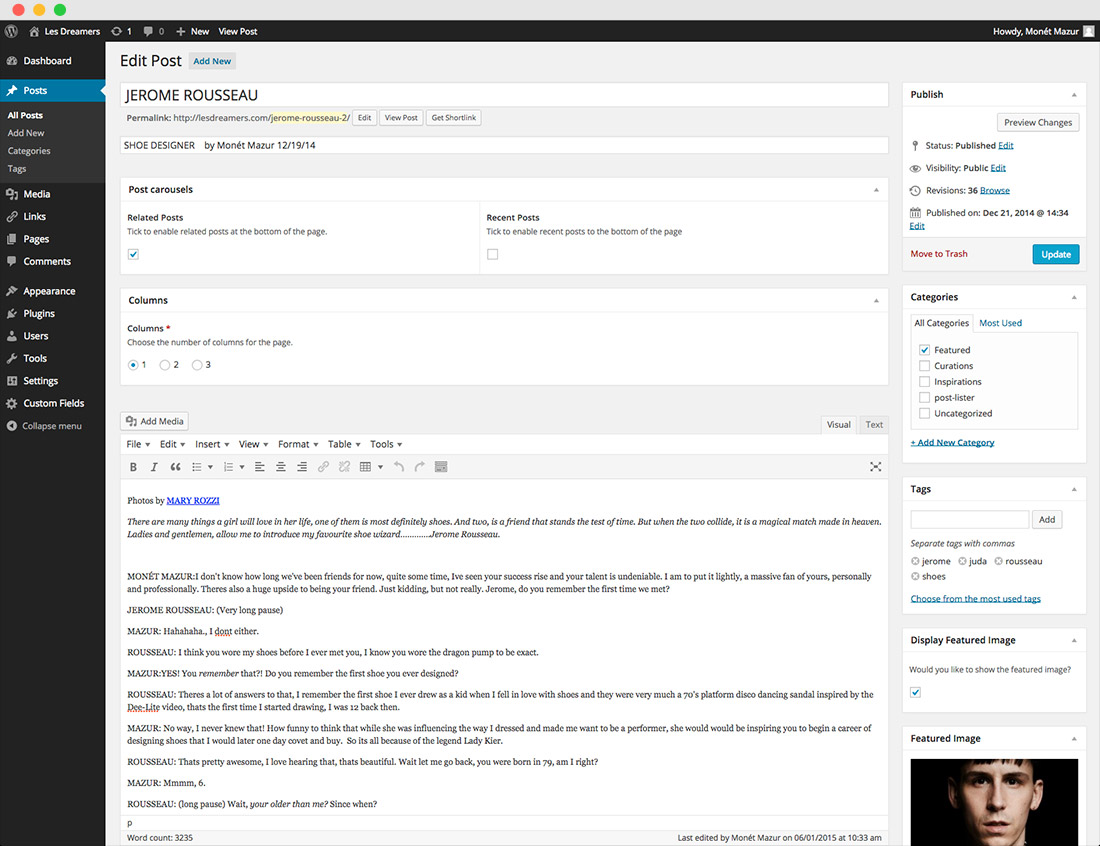 Les Dreamers 1 0 New View Post Howdy, Monét Mazur
Dashboard
Posts
All Posts
Add New
Categories
Tags
Media
Links
Pages
Comments
Appearance
Plugins
Users
Tools
Settings
Custom Fields
Collapse menu
Edit Post Add New
JEROME ROUSSEAU
Permalink: http://lesdreamers.com/jerome-rousseau-2/ Edit View Post Get Shortlink
SHOE DESIGNER by Monét Mazur 12/19/14
Post carousels
Related Posts
Tick to enable related posts at the bottom of the page.
Recent Posts
Tick to enable recent posts to the bottom of the page
Columns
Columns *
Choose the number of columns for the page.
1 2 3
Add Media
Visual Text
File Edit Insert View Format Table Tools
Photos by MARY ROZZI
There are many things a girl will love in her life, one of them is most definitely shoes. And two, is a friend that stands the test of time. But when the two collide, it is a magical match made in heaven.
Ladies and gentlemen, allow me to introduce my favourite shoe wizard............Jerome Rousseau.
MONÉT MAZUR:I don't know how long we've been friends for now, quite some time, Ive seen your success rise and your talent is undeniable. I am to put it lightly, a massive fan of yours, personally
and professionally. Theres also a huge upside to being your friend. Just kidding, but not really. Jerome, do you remember the first time we met?
JEROME ROUSSEAU: (Very long pause)
MAZUR: Hahahaha., I dont either.
ROUSSEAU: I think you wore my shoes before I ever met you, I know you wore the dragon pump to be exact.
MAZUR:YES! You remember that?! Do you remember the first shoe you ever designed?
ROUSSEAU: Theres a lot of answers to that, I remember the first shoe I ever drew as a kid when I fell in love with shoes and they were very much a 70's platform disco dancing sandal inspired by the
Dee-Lite video, thats the first time I started drawing, I was 12 back then.
MAZUR: No way, I never knew that! How funny to think that while she was influencing the way I dressed and made me want to be a performer, she would would be inspiring you to begin a career of
designing shoes that I would later one day covet and buy. So its all because of the legend Lady Kier.
ROUSSEAU: Thats pretty awesome, I love hearing that, thats beautiful. Wait let me go back, you were born in 79, am I right?
MAZUR: Mmmm, 6.
ROUSSEAU: (long pause) Wait, your older than me? Since when?
p
Word count: 3235 Last edited by Monét Mazur on 06/01/2015 at 10:33 am
Publish
Preview Changes
Status: Published Edit
Visibility: Public Edit
Revisions: 36 Browse
Published on: Dec 21, 2014 @ 14:34
Edit
Move to Trash Update
Categories
All Categories Most Used
Featured
Curations
Inspirations
post-lister
Uncategorized
+ Add New Category
Tags
Add
Separate tags with commas
jerome juda rousseau
shoes
Choose from the most used tags
Display Featured Image
Would you like to show the featured image?
Featured Image